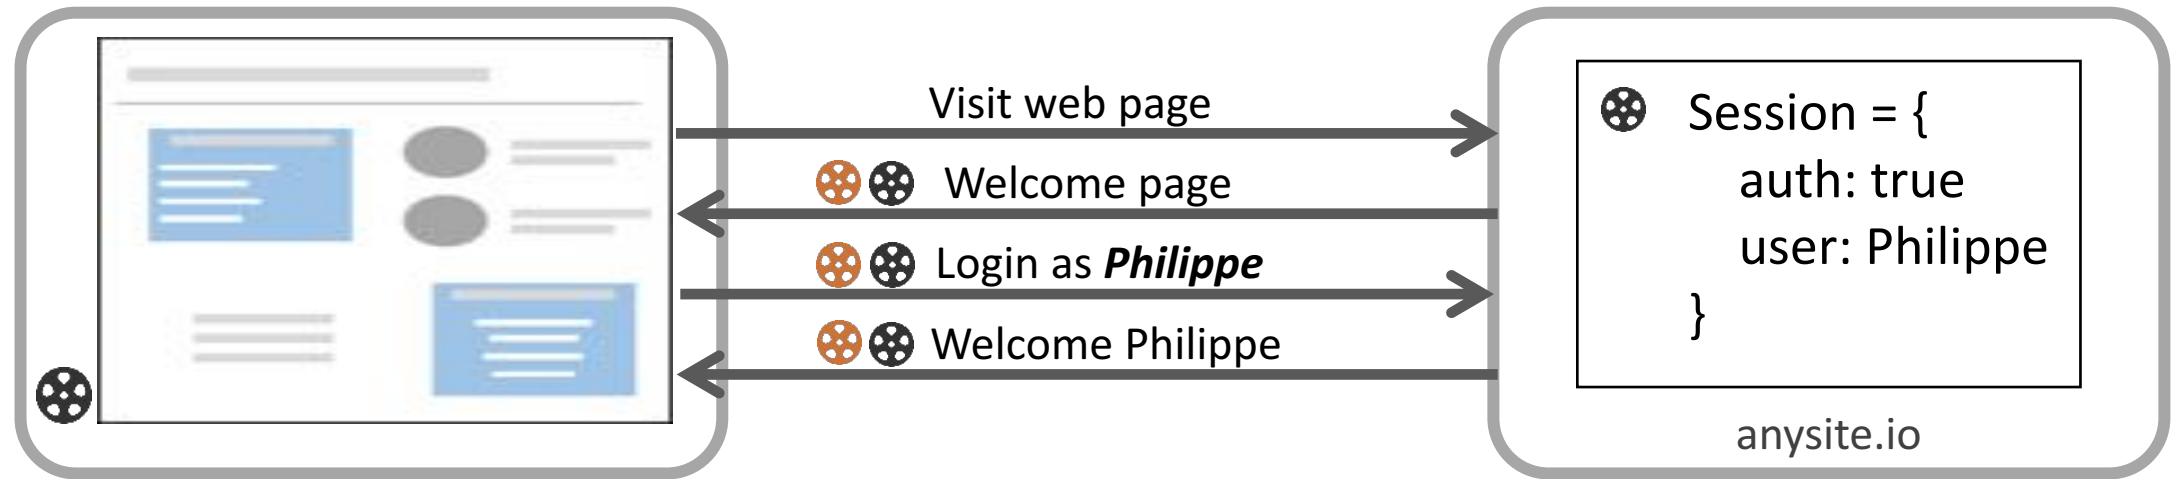 Visit web page
Welcome page
Login as Philippe
Welcome Philippe
Session = {
auth: true
user: Philippe
}
anysite.io